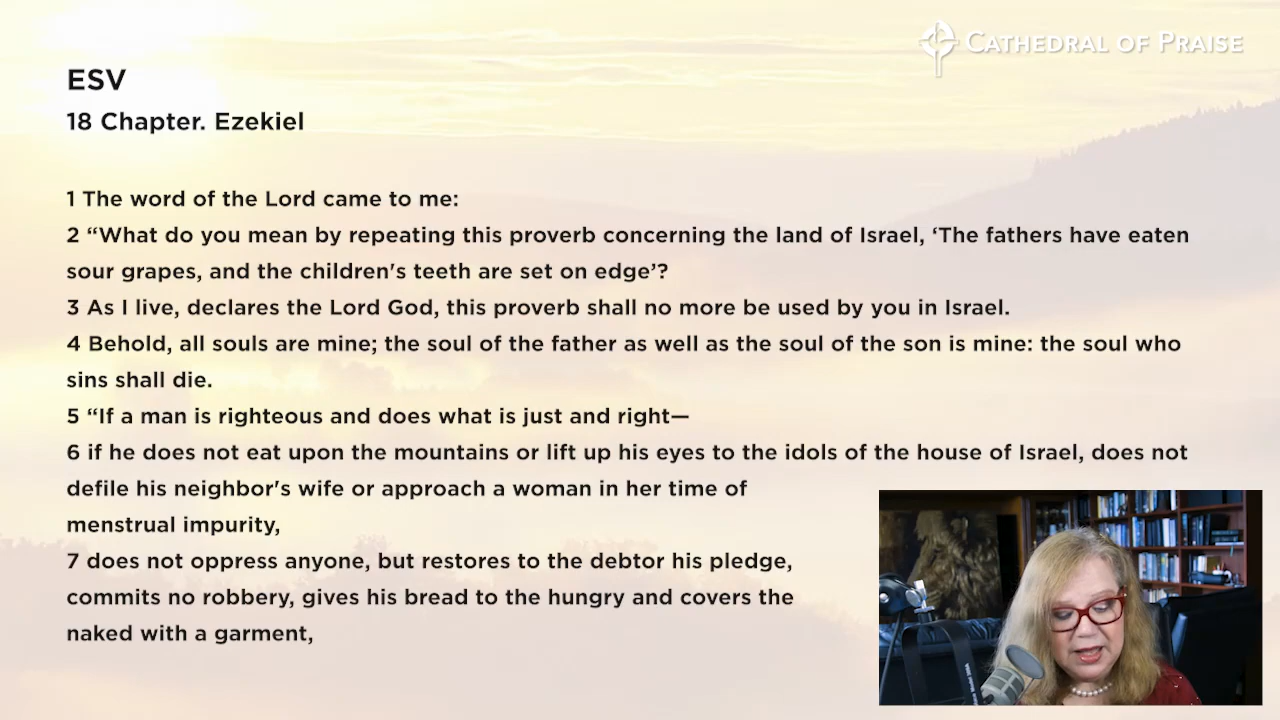 CATHEDRAL OF PRAISE
ESV
18 Chapter. Ezekiel
1 The word of the Lord came to me:
2 “What do you mean by repeating this proverb concerning the land of Israel, ‘The fathers have eaten
sour grapes, and the children's teeth are set on edge’?
3 As I live, declares the Lord God, this proverb shall no more be used by you in Israel.
4 Behold, all souls are mine; the soul of the father as well as the soul of the son is mine: the soul who
sins shall die.
5 “If a man is righteous and does what is just and right—
6 if he does not eat upon the mountains or lift up his eyes to the idols of the house of Israel, does not
defile his neighbor's wife or approach a woman in her time of
menstrual impurity,
7 does not oppress anyone, but restores to the debtor his pledge,
commits no robbery, gives his bread to the hungry and covers the
naked with a garment,